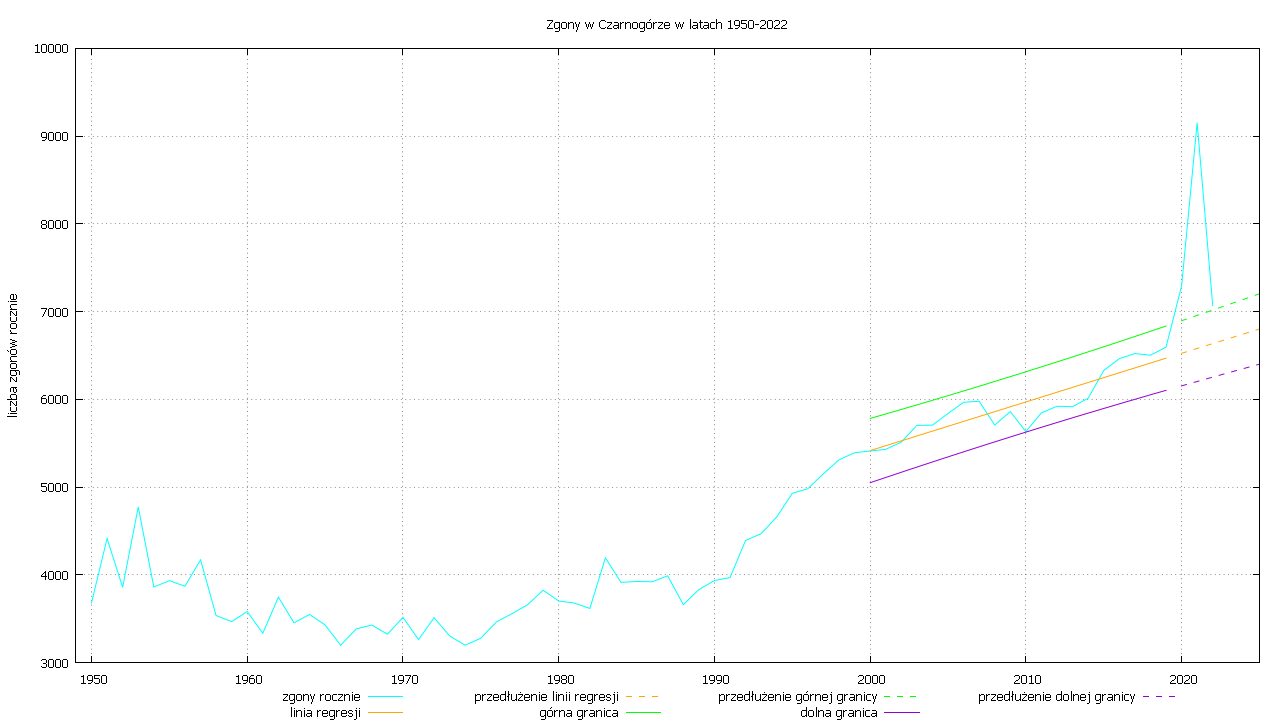 Zgony w Czarnogórze w latach 1950-2022
10000
9000
8000
7000
6000
5000
4000
3000
liczba zgonów rocznie
1950 1960 1970 1980 1990 2000 2010 2020
zgony rocznie przedłużenie linii regresji przedłużenie górnej granicy przedłużenie dolnej granicy
linia regresji górna granica dolna granica